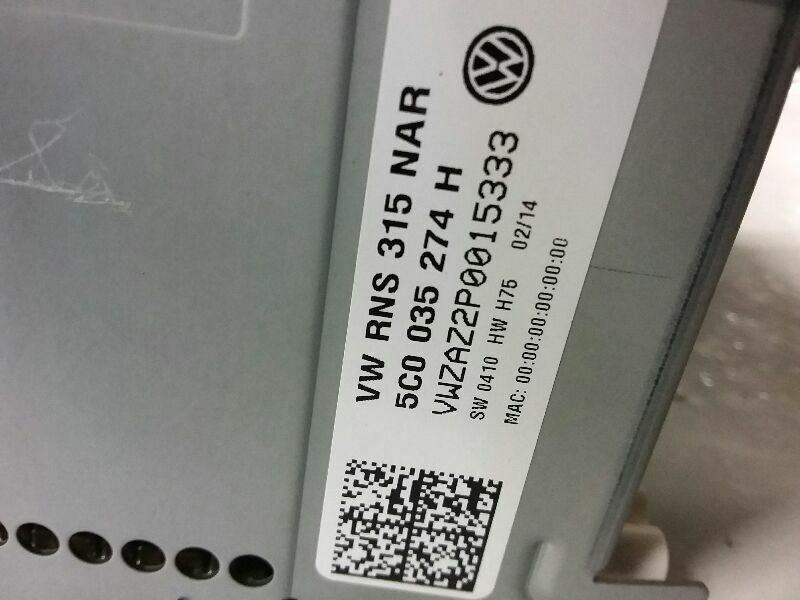 VW RNS 315 NAR
5C0 035 274 H
VWZAZ2P0015333
SW 0410 HW H75 02/14
MAC: 00:00:00:00:00:00